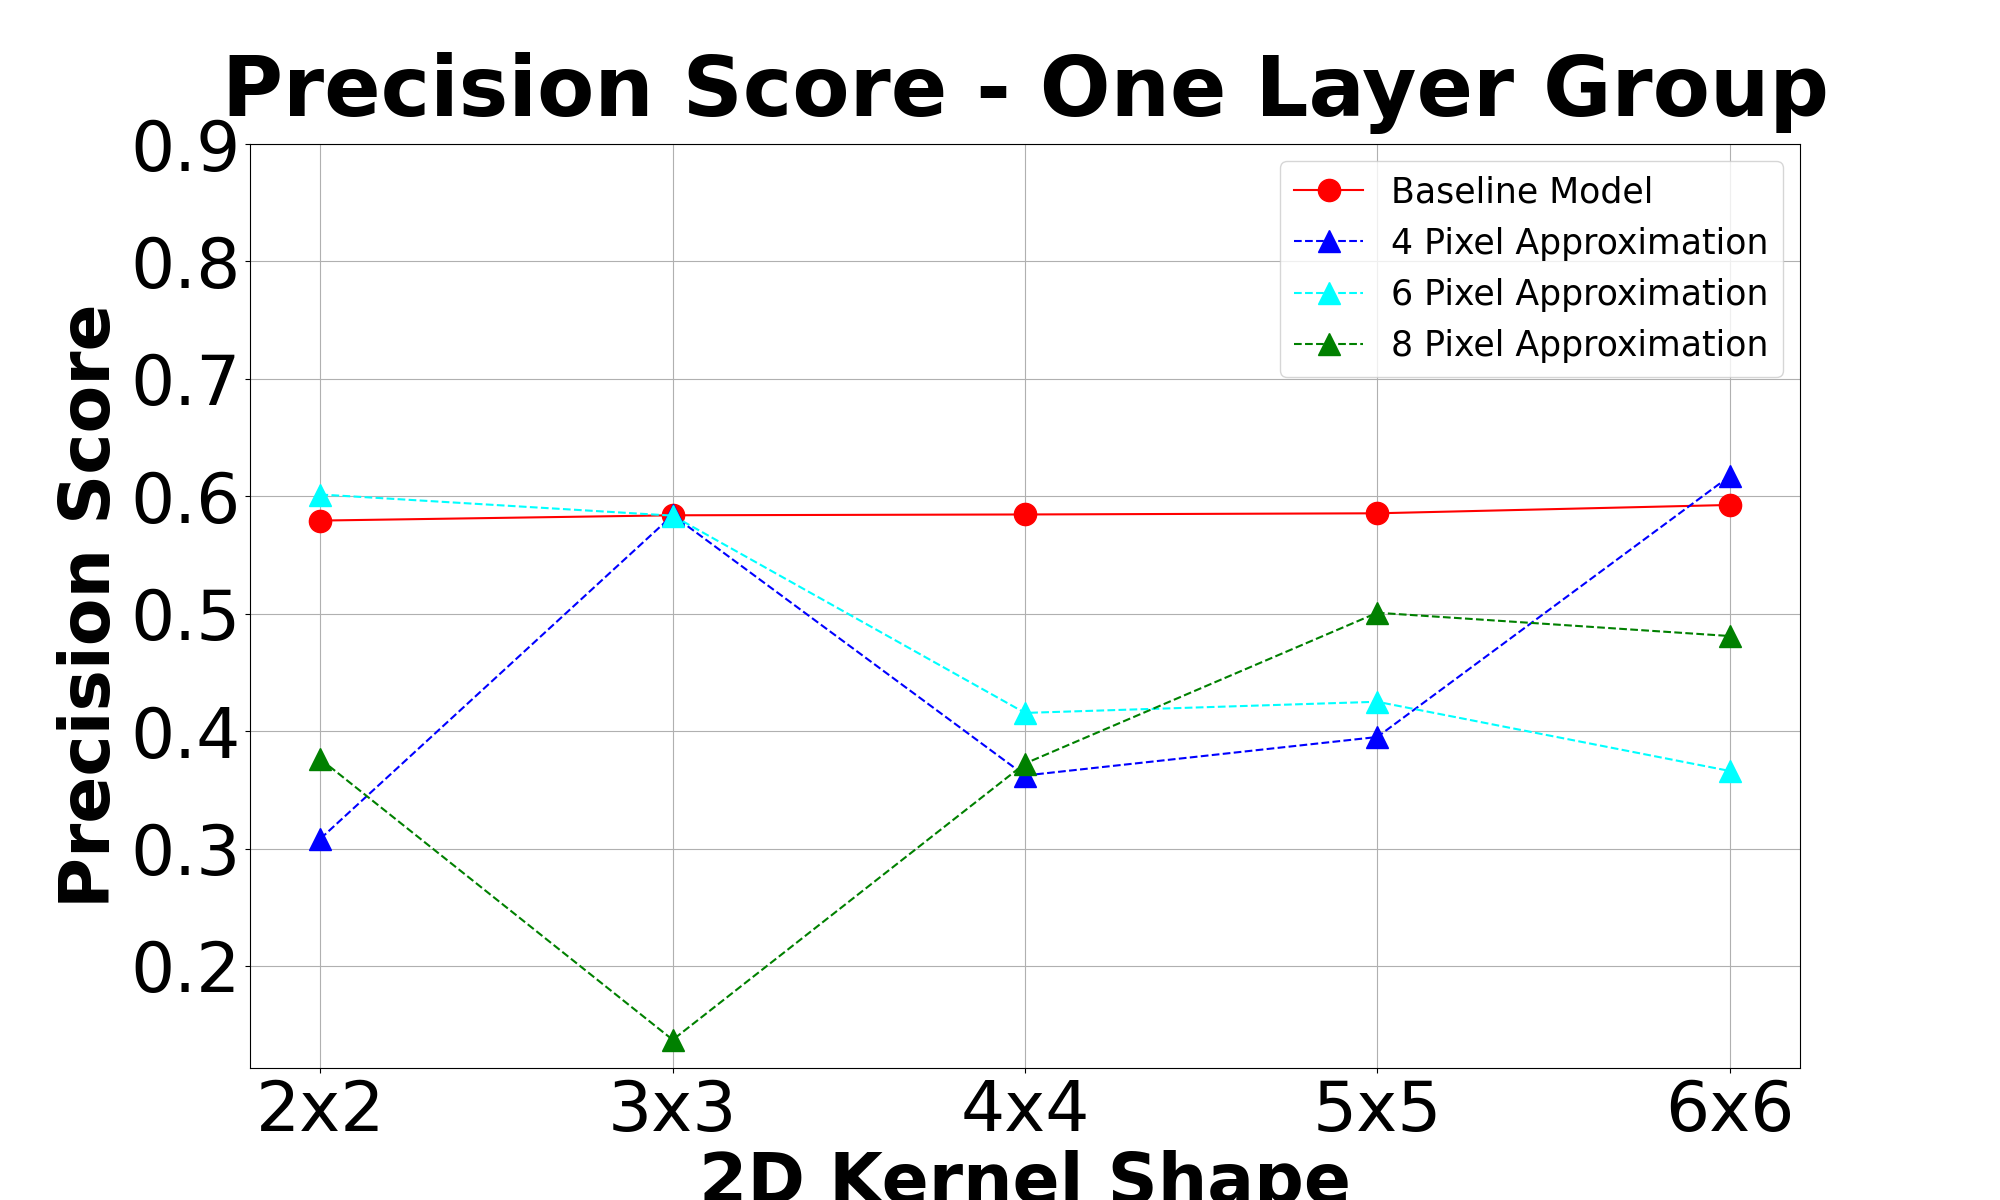 Precision Score - One Layer Group
Precision Score
0.9
0.8
0.7
0.6
0.5
0.4
0.3
0.2
Baseline Model
4 Pixel Approximation
6 Pixel Approximation
8 Pixel Approximation
2x2 3x3 4x4 5x5 6x6
2D Kernel Shape